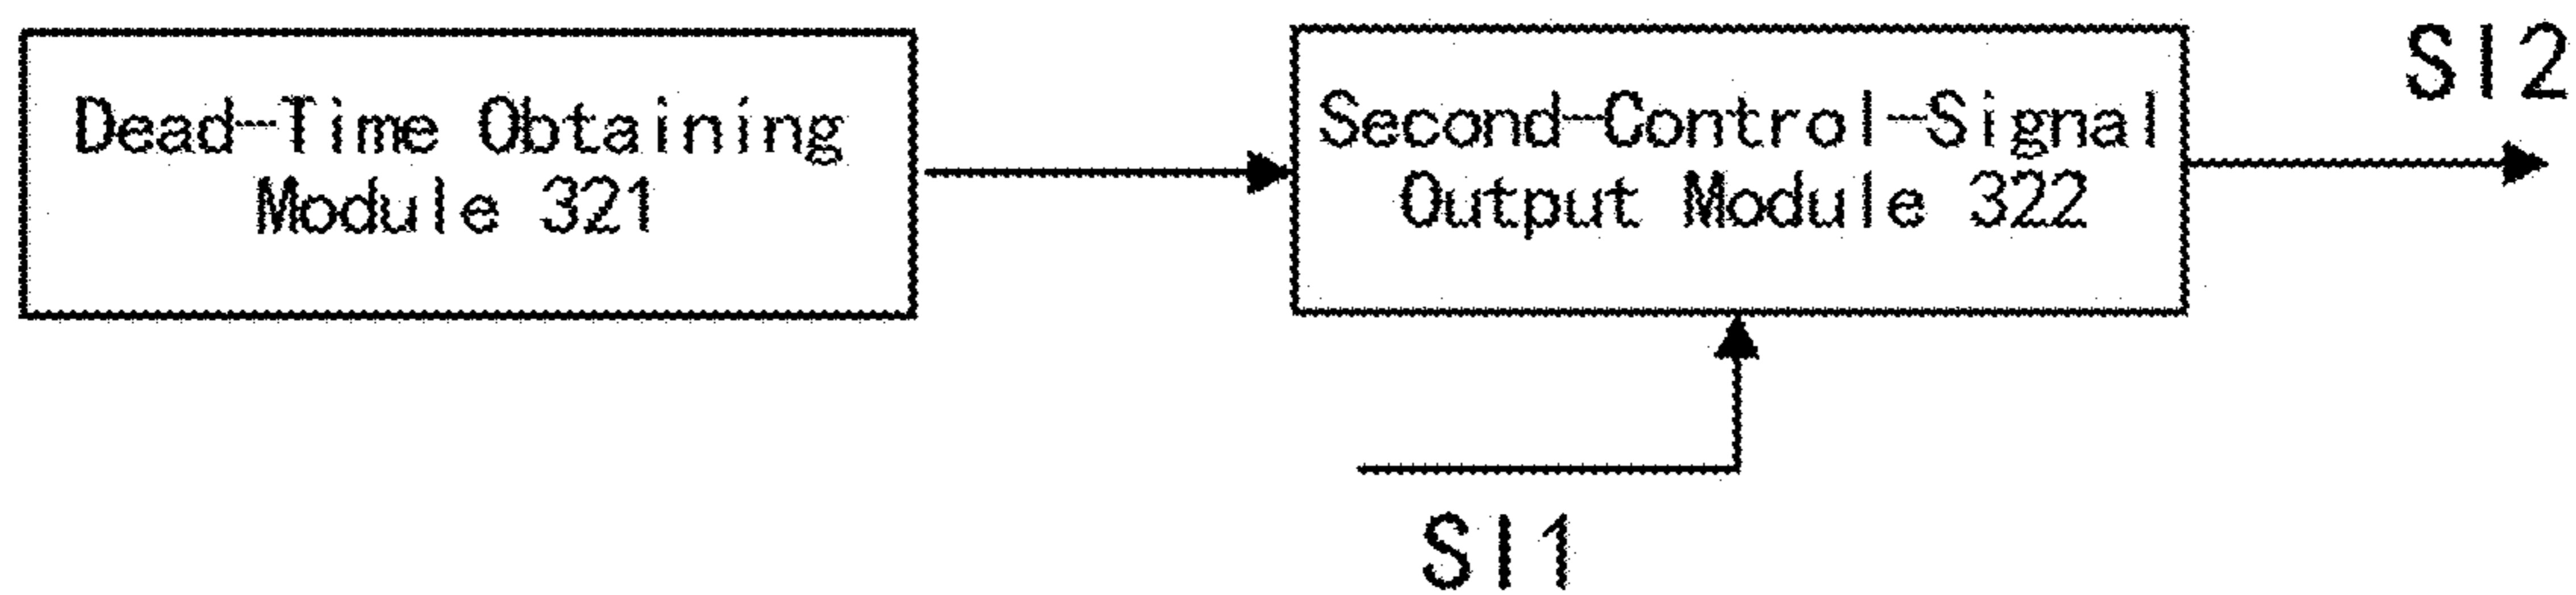 Dead-Time Obtaining
Module 321
Second-Control-Signal
Output Module 322
SI2
SI1